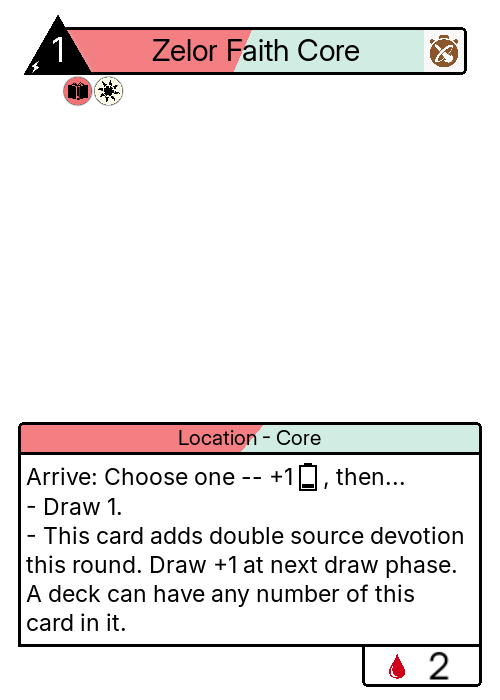 1
Zelor Faith Core
Location - Core
Arrive: Choose one -- +1 , then...
- Draw 1.
- This card adds double source devotion
this round. Draw +1 at next draw phase.
A deck can have any number of this
card in it.
2